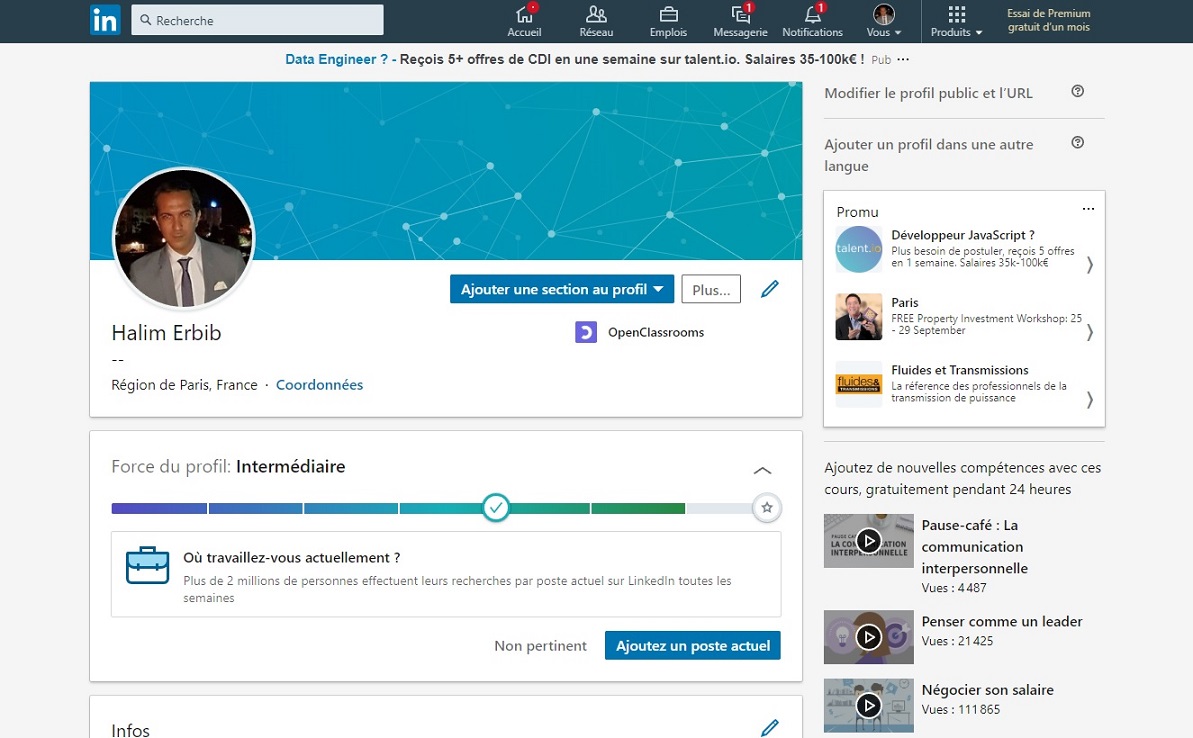 in
Recherche
Accueil
Réseau
Emplois
1
Messagerie
1
Notifications
Vous
Produits
Essai de Premium
gratuit d'un mois
Data Engineer ? - Reçois 5+ offres de CDI en une semaine sur talent.io. Salaires 35-100k€ ! Pub ...
Modifier le profil public et l'URL
Ajouter un profil dans une autre
langue
Ajouter une section au profil
Plus...
Halim Erbib
--
Région de Paris, France · Coordonnées
OpenClassrooms
Promu
talent.io
Développeur JavaScript ?
Plus besoin de postuler, reçois 5 offres
en 1 semaine. Salaires 35k-100k€
Paris
FREE Property Investment Workshop: 25
- 29 September
fluides&
TRANSMISSIONS
Fluides et Transmissions
La réference des professionnels de la
transmission de puissance
Force du profil: Intermédiaire
Où travaillez-vous actuellement ?
Plus de 2 millions de personnes effectuent leurs recherches par poste actuel sur LinkedIn toutes les
semaines
Non pertinent
Ajoutez un poste actuel
Infos
Ajoutez de nouvelles compétences avec ces
cours, gratuitement pendant 24 heures
PAUSE CAFÉ
LA COMMUNICATION
INTERPERSONNELLE
Pause-café : La
communication
interpersonnelle
Vues : 4 487
Penser comme un leader
Vues : 21 425
Négocier son salaire
Vues : 111 865